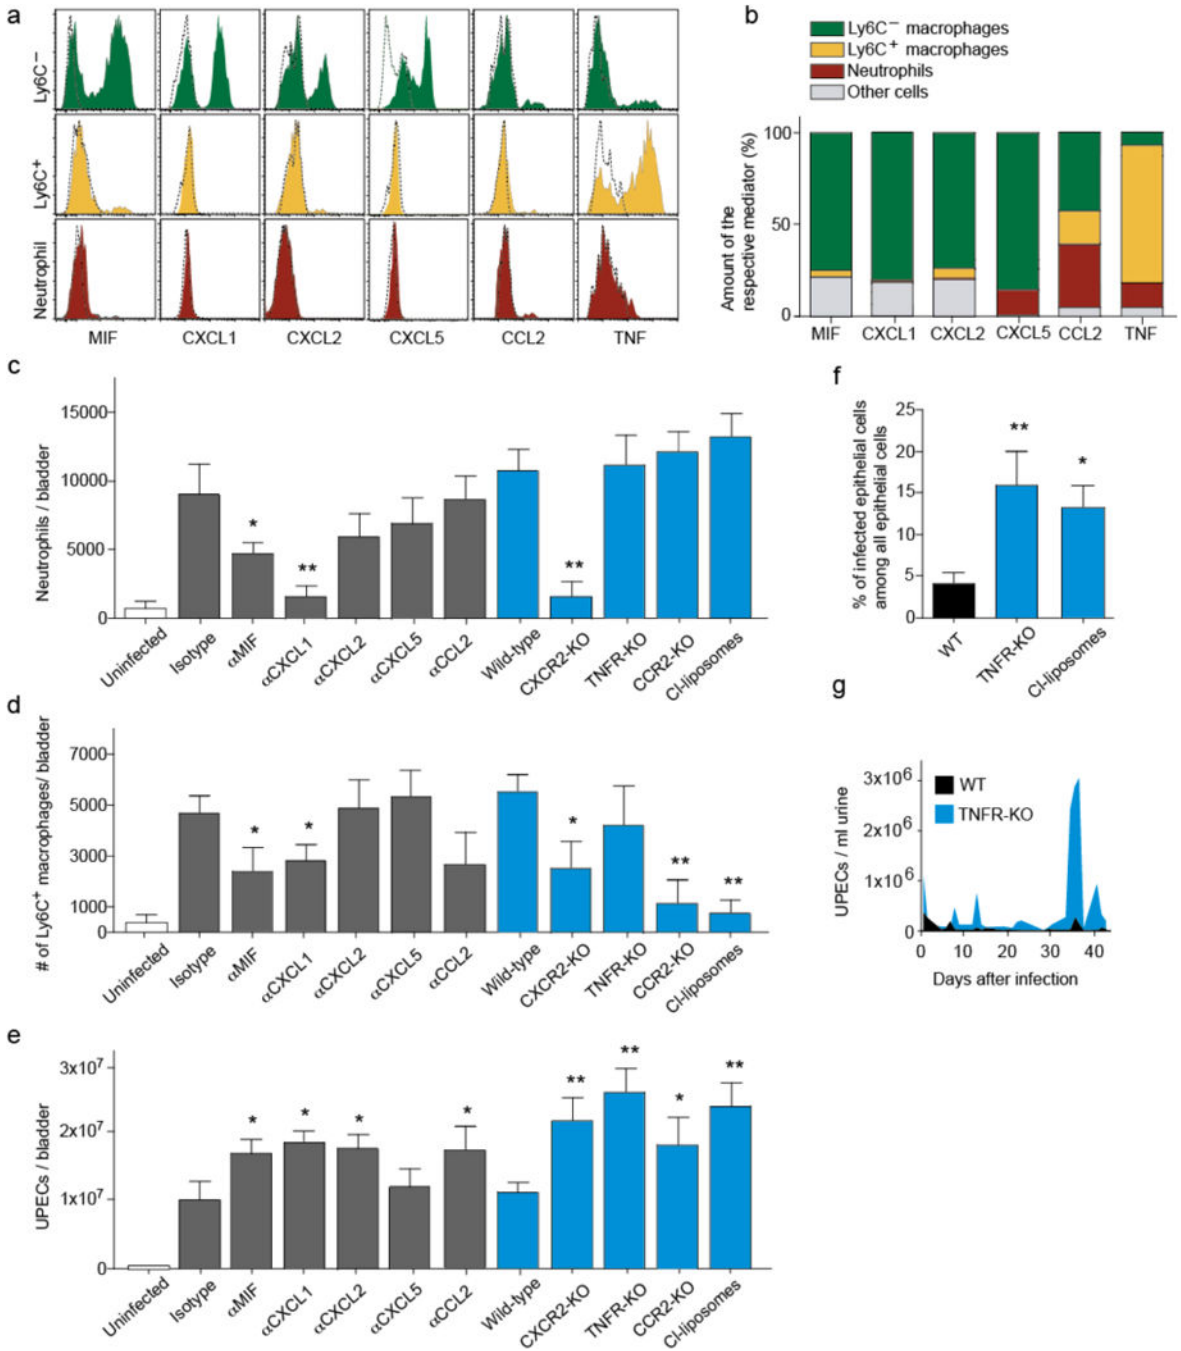 a
Ly6C−
Ly6C+
Neutrophil
MIF CXCL1 CXCL2 CXCL5 CCL2 TNF
b
Ly6C− macrophages
Ly6C+ macrophages
Neutrophils
Other cells
Amount of the
respective mediator (%)
100
50
0
MIF CXCL1 CXCL2 CXCL5 CCL2 TNF
c
Neutrophils / bladder
15000
10000
5000
0
* ** **
Uninfected Isotype αMIF αCXCL1 αCXCL2 αCXCL5 αCCL2 Wild-type CXCR2-KO TNFR-KO CCR2-KO Cl-liposomes
f
% of infected epithelial cells
among all epithelial cells
25
20
15
10
5
0
** *
WT TNFR-KO Cl-liposomes
d
# of Ly6C+ macrophages/ bladder
7000
5000
3000
1000
0
* * * ** **
Uninfected Isotype αMIF αCXCL1 αCXCL2 αCXCL5 αCCL2 Wild-type CXCR2-KO TNFR-KO CCR2-KO Cl-liposomes
g
UPECs / ml urine
3x10⁶
2x10⁶
1x10⁶
0
WT
TNFR-KO
0 10 20 30 40
Days after infection
e
UPECs / bladder
3x10⁷
2x10⁷
1x10⁷
0
* * * * ** ** * **
Uninfected Isotype αMIF αCXCL1 αCXCL2 αCXCL5 αCCL2 Wild-type CXCR2-KO TNFR-KO CCR2-KO Cl-liposomes